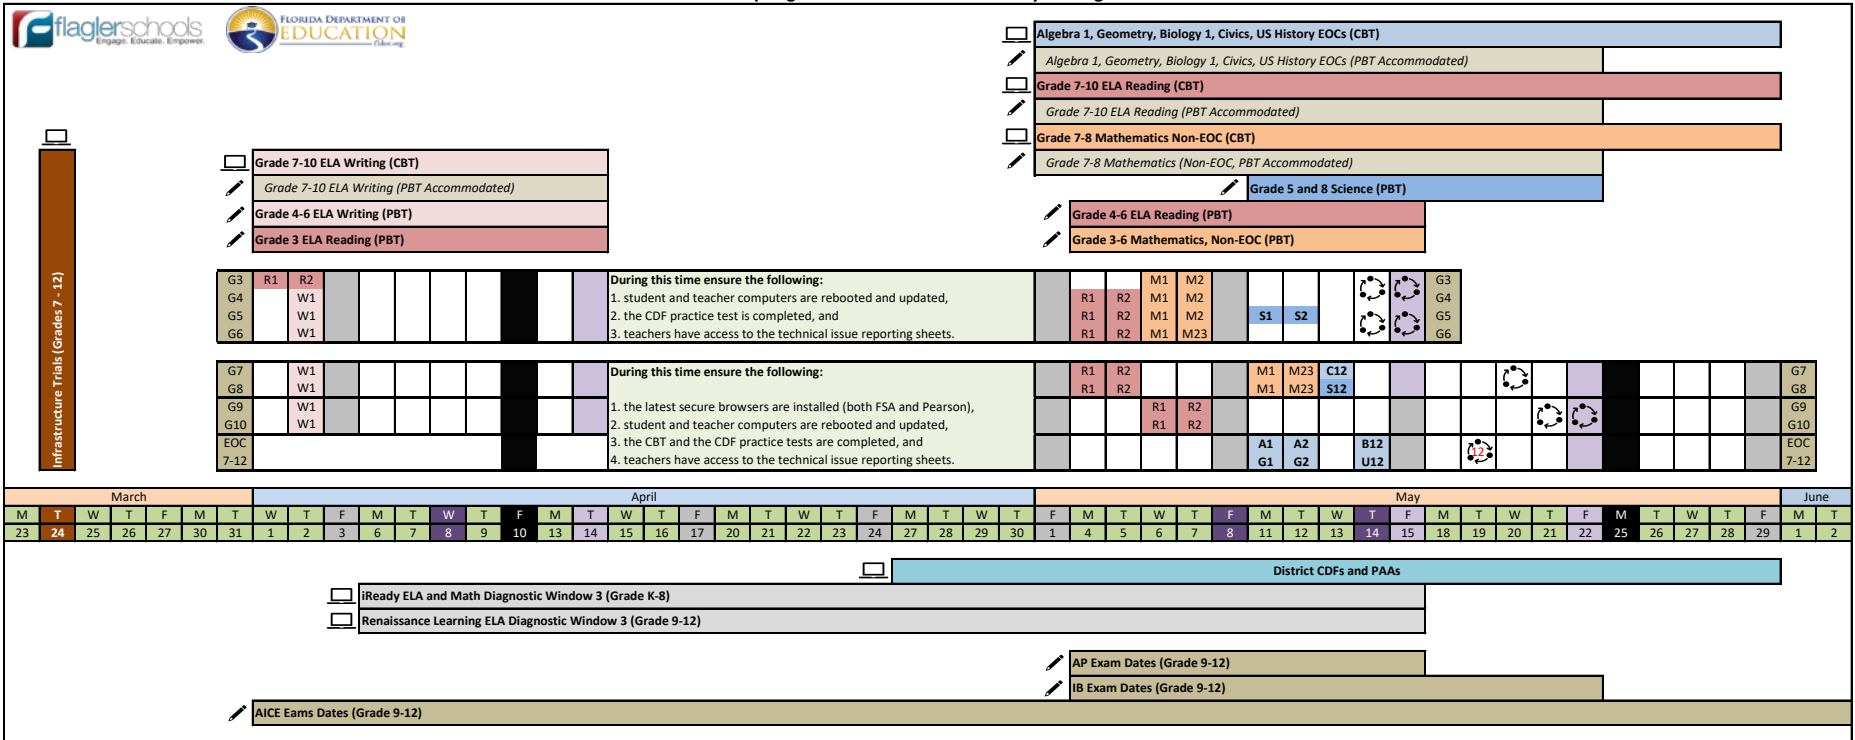 flaglerschools
Engage. Educate. Empower.
FLORIDA DEPARTMENT OF
EDUCATION
fldoe.org
Algebra 1, Geometry, Biology 1, Civics, US History EOCs (CBT)
Algebra 1, Geometry, Biology 1, Civics, US History EOCs (PBT Accommodated)
Grade 7-10 ELA Reading (CBT)
Grade 7-10 ELA Reading (PBT Accommodated)
Grade 7-8 Mathematics Non-EOC (CBT)
Grade 7-10 ELA Writing (CBT)
Grade 7-8 Mathematics (Non-EOC, PBT Accommodated)
Grade 7-10 ELA Writing (PBT Accommodated)
Grade 5 and 8 Science (PBT)
Grade 4-6 ELA Writing (PBT)
Grade 4-6 ELA Reading (PBT)
Grade 3 ELA Reading (PBT)
Grade 3-6 Mathematics, Non-EOC (PBT)
Infrastructure Trials (Grades 7 - 12)
G3 R1 R2 During this time ensure the following: M1 M2 G3
G4 W1 1. student and teacher computers are rebooted and updated, R1 R2 M1 M2 G4
G5 W1 2. the CDF practice test is completed, and R1 R2 M1 M2 S1 S2 G5
G6 W1 3. teachers have access to the technical issue reporting sheets. R1 R2 M1 M23 G6
G7 W1 During this time ensure the following: R1 R2 M1 M23 C12 G7
G8 W1 R1 R2 M1 M23 S12 G8
G9 W1 1. the latest secure browsers are installed (both FSA and Pearson), R1 R2 G9
G10 W1 2. student and teacher computers are rebooted and updated, R1 R2 G10
EOC 3. the CBT and the CDF practice tests are completed, and A1 A2 B12 EOC
7-12 4. teachers have access to the technical issue reporting sheets. G1 G2 U12 12 7-12
March April May June
M T W T F M T W T F M T W T F M T W T F M T W T F M T W T F M T W T F M T W T F M T W T F M T W T F M T
23 24 25 26 27 30 31 1 2 3 6 7 8 9 10 13 14 15 16 17 20 21 22 23 24 27 28 29 30 1 4 5 6 7 8 11 12 13 14 15 18 19 20 21 22 25 26 27 28 29 1 2
District CDFs and PAAs
iReady ELA and Math Diagnostic Window 3 (Grade K-8)
Renaissance Learning ELA Diagnostic Window 3 (Grade 9-12)
AP Exam Dates (Grade 9-12)
IB Exam Dates (Grade 9-12)
AICE Eams Dates (Grade 9-12)